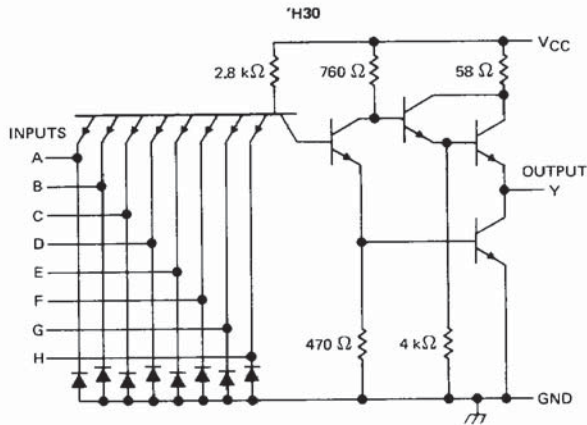 'H30
VCC
2.8 kΩ 760 Ω 58 Ω
INPUTS
A
B
C
D
E
F
G
H
OUTPUT
Y
470 Ω 4 kΩ
GND